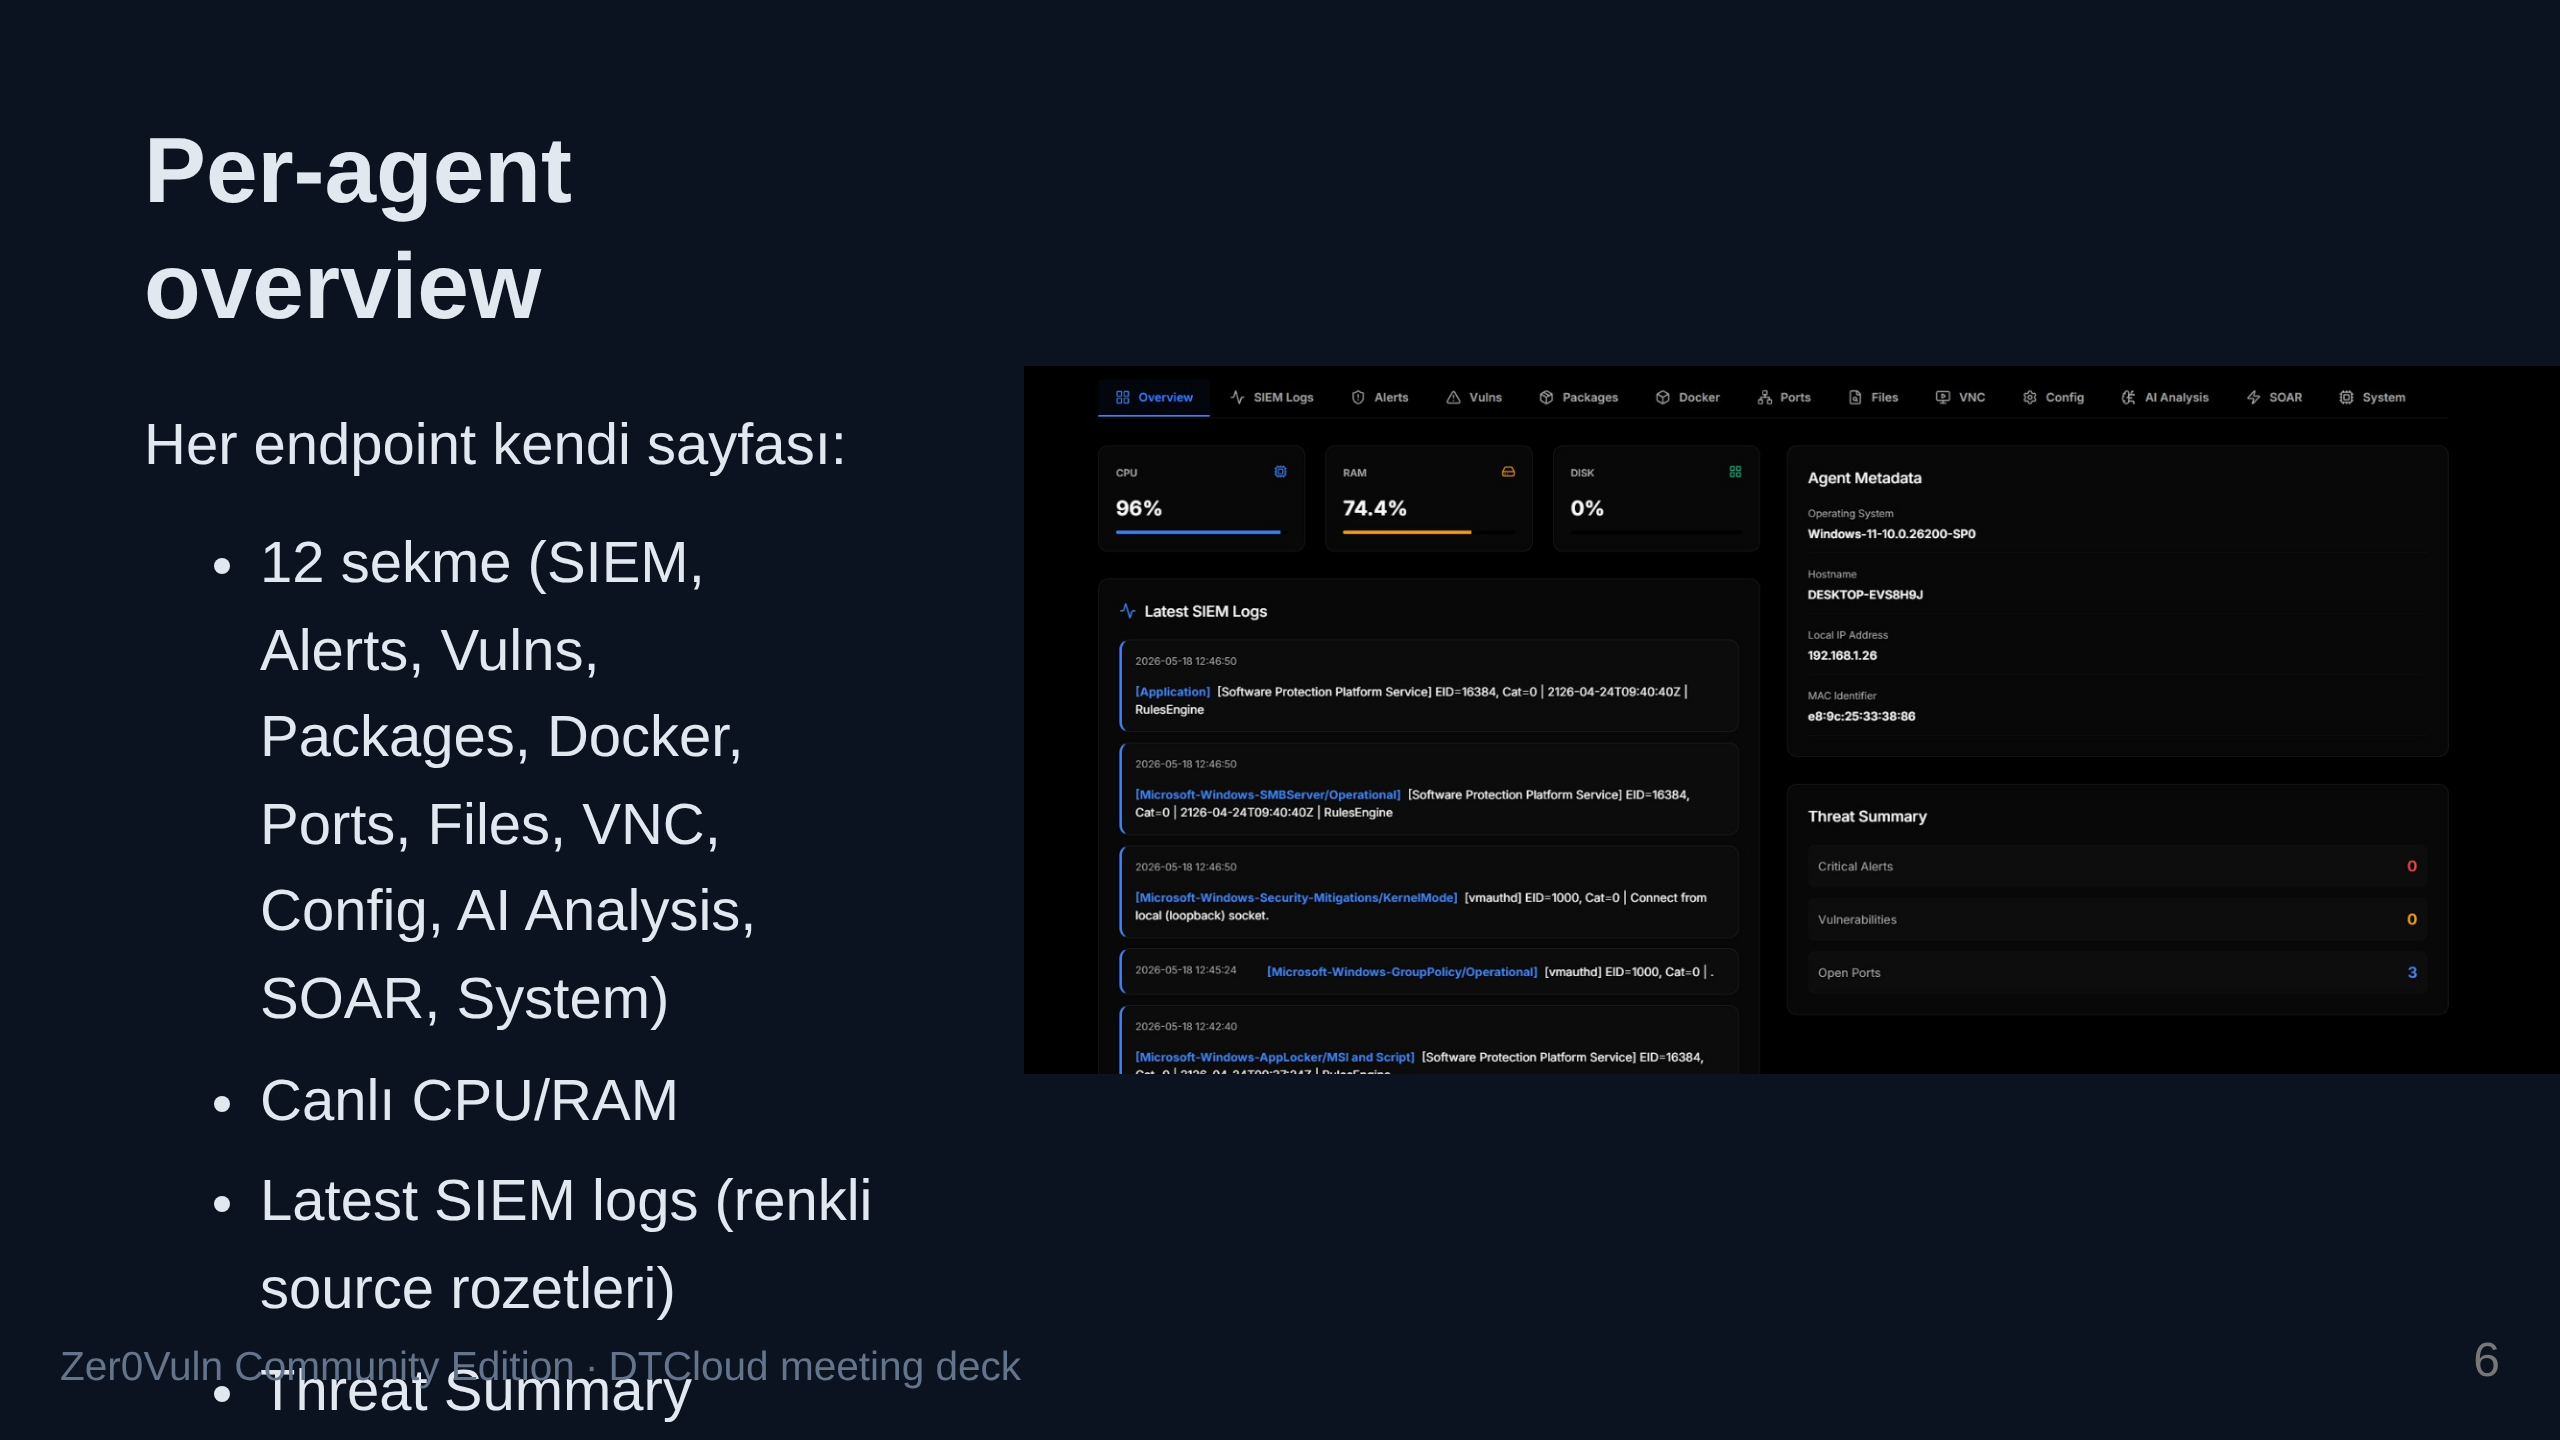 Per-agent
overview
Her endpoint kendi sayfası:
• 12 sekme (SIEM,
Alerts, Vulns,
Packages, Docker,
Ports, Files, VNC,
Config, AI Analysis,
SOAR, System)
• Canlı CPU/RAM
• Latest SIEM logs (renkli
source rozetleri)
• Threat Summary
Overview SIEM Logs Alerts Vulns Packages Docker Ports Files VNC Config AI Analysis SOAR System
CPU
96%
RAM
74.4%
DISK
0%
Latest SIEM Logs
2026-05-18 12:46:50
[Application] [Software Protection Platform Service] EID=16384, Cat=0 | 2126-04-24T09:40:40Z |
RulesEngine
2026-05-18 12:46:50
[Microsoft-Windows-SMBServer/Operational] [Software Protection Platform Service] EID=16384,
Cat=0 | 2126-04-24T09:40:40Z | RulesEngine
2026-05-18 12:46:50
[Microsoft-Windows-Security-Mitigations/KernelMode] [vmauthd] EID=1000, Cat=0 | Connect from
local (loopback) socket.
2026-05-18 12:45:24 [Microsoft-Windows-GroupPolicy/Operational] [vmauthd] EID=1000, Cat=0 | .
2026-05-18 12:42:40
[Microsoft-Windows-AppLocker/MSI and Script] [Software Protection Platform Service] EID=16384,
Cat=0 | 2126-04-24T09:37:24Z | RulesEngine
Agent Metadata
Operating System
Windows-11-10.0.26200-SP0
Hostname
DESKTOP-EVS8H9J
Local IP Address
192.168.1.26
MAC Identifier
e8:9c:25:33:38:86
Threat Summary
Critical Alerts 0
Vulnerabilities 0
Open Ports 3
Zer0Vuln Community Edition · DTCloud meeting deck
6